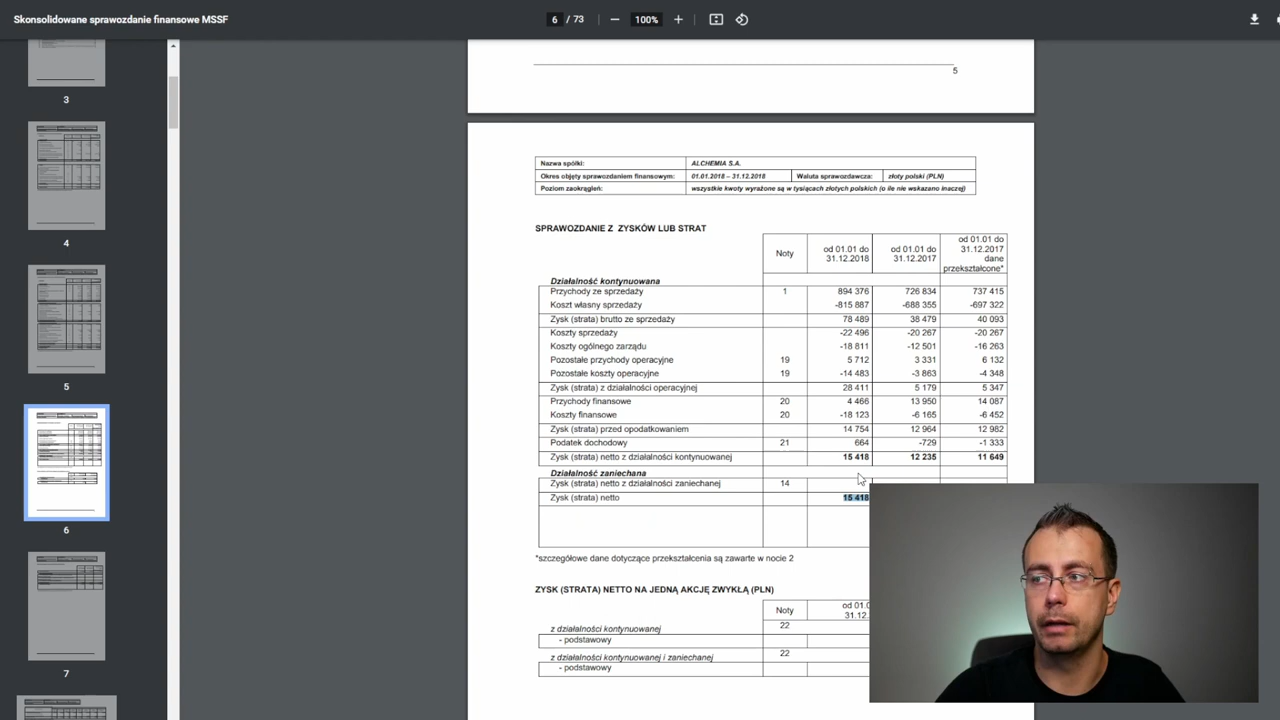 Skonsolidowane sprawozdanie finansowe MSSF
6 / 73
100%
3
4
5
6
7
5
Nazwa spółki: ALCHEMIA S.A.
Okres objęty sprawozdaniem finansowym: 01.01.2018 – 31.12.2018 Waluta sprawozdawcza: złoty polski (PLN)
Poziom zaokrągleń: wszystkie kwoty wyrażone są w tysiącach złotych polskich (o ile nie wskazano inaczej)
SPRAWOZDANIE Z ZYSKÓW LUB STRAT
Noty od 01.01 do 31.12.2018 od 01.01 do 31.12.2017 od 01.01 do 31.12.2017 dane przekształcone*
Działalność kontynuowana
Przychody ze sprzedaży 1 894 376 726 834 737 415
Koszt własny sprzedaży -815 887 -688 355 -697 322
Zysk (strata) brutto ze sprzedaży 78 489 38 479 40 093
Koszty sprzedaży -22 496 -20 267 -20 267
Koszty ogólnego zarządu -18 811 -12 501 -16 263
Pozostałe przychody operacyjne 19 5 712 3 331 6 132
Pozostałe koszty operacyjne 19 -14 483 -3 863 -4 348
Zysk (strata) z działalności operacyjnej 28 411 5 179 5 347
Przychody finansowe 20 4 466 13 950 14 087
Koszty finansowe 20 -18 123 -6 165 -6 452
Zysk (strata) przed opodatkowaniem 14 754 12 964 12 982
Podatek dochodowy 21 664 -729 -1 333
Zysk (strata) netto z działalności kontynuowanej 15 418 12 235 11 649
Działalność zaniechana
Zysk (strata) netto z działalności zaniechanej 14
Zysk (strata) netto 15 418
*szczegółowe dane dotyczące przekształcenia są zawarte w nocie 2
ZYSK (STRATA) NETTO NA JEDNĄ AKCJĘ ZWYKŁĄ (PLN)
Noty od 01.0 31.12.
z działalności kontynuowanej 22
- podstawowy
z działalności kontynuowanej i zaniechanej 22
- podstawowy